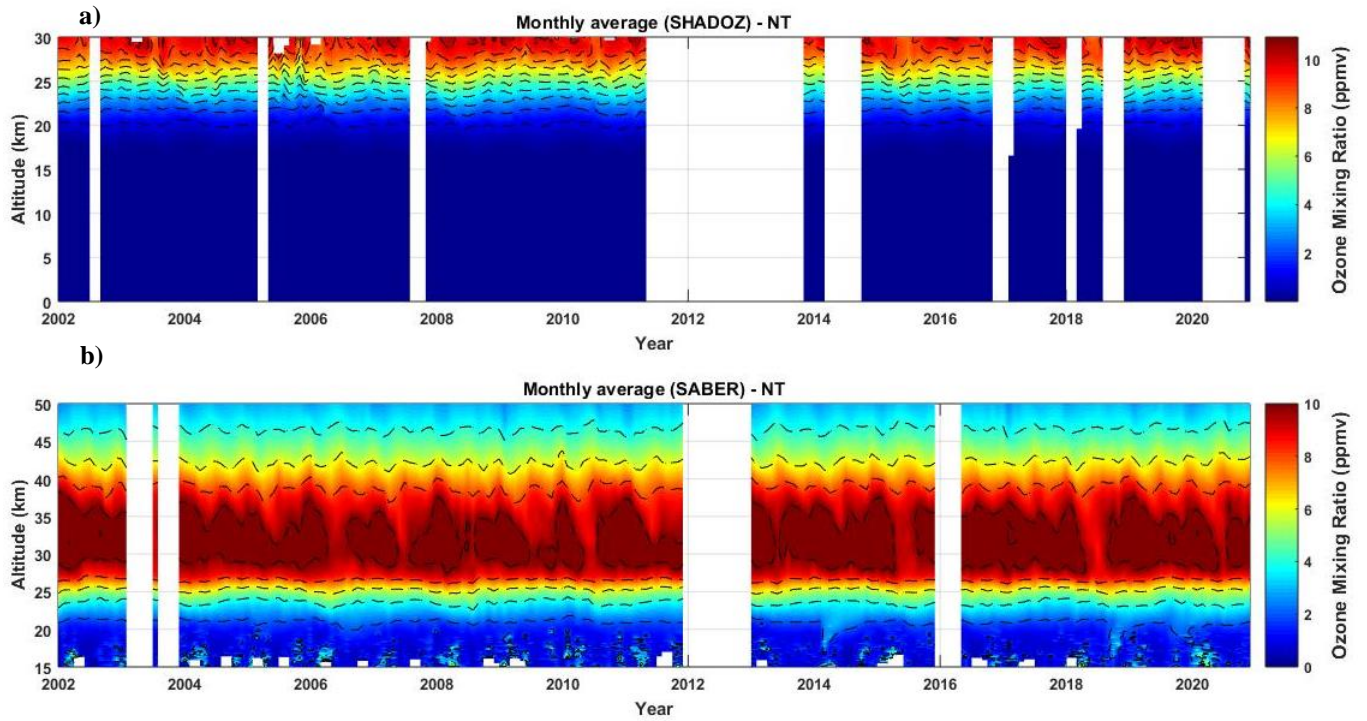 a)
Monthly average (SHADOZ) - NT
30
25
20
15
10
5
0
Altitude (km)
2002 2004 2006 2008 2010 2012 2014 2016 2018 2020
Year
10
8
6
4
2
Ozone Mixing Ratio (ppmv)
b)
Monthly average (SABER) - NT
50
45
40
35
30
25
20
15
Altitude (km)
2002 2004 2006 2008 2010 2012 2014 2016 2018 2020
Year
10
8
6
4
2
0
Ozone Mixing Ratio (ppmv)